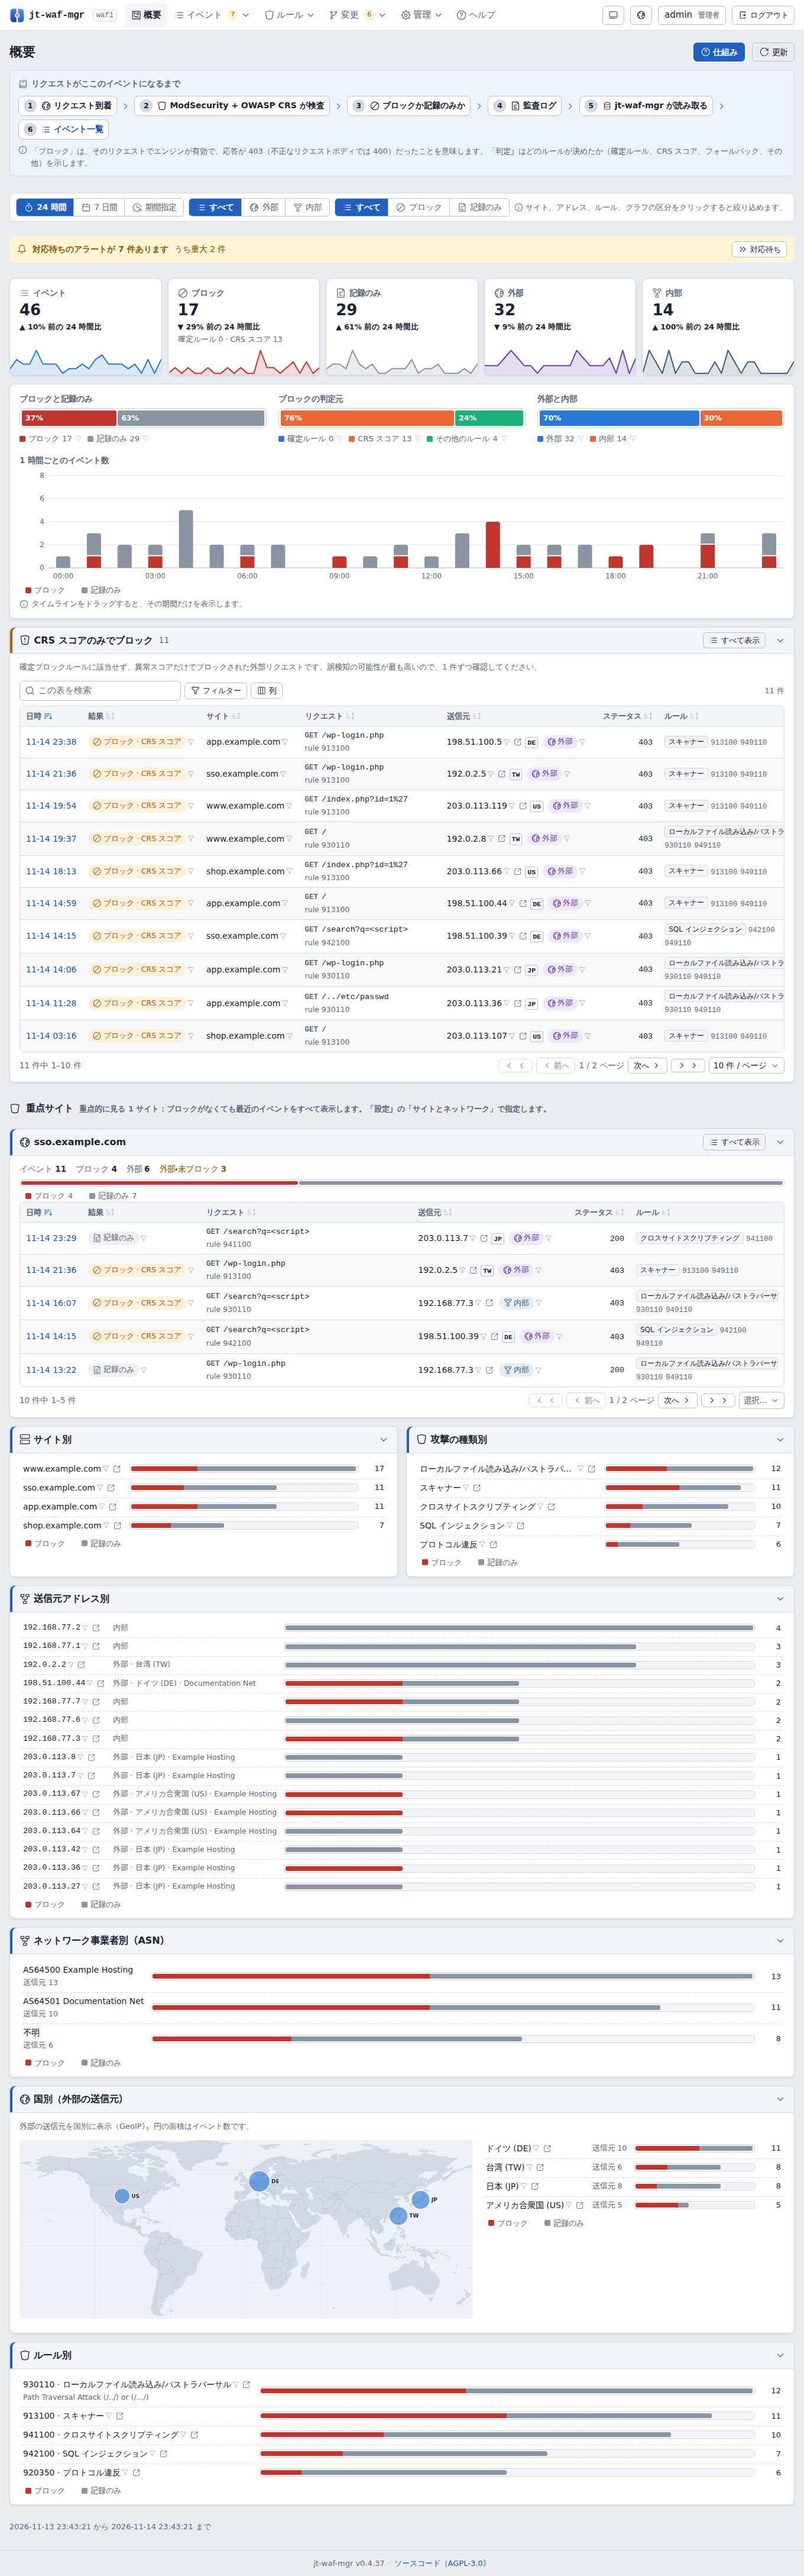 jt-waf-mgr waf1 概要 イベント 7 ルール 変更 6 管理 ヘルプ admin 管理者 ログアウト
概要 仕組み 更新
リクエストがここのイベントになるまで
1 リクエスト到着 2 ModSecurity + OWASP CRS が検査 3 ブロックか記録のみか 4 監査ログ 5 jt-waf-mgr が読み取る
6 イベント一覧
「ブロック」は、そのリクエストでエンジンが有効で、応答が 403（不正なリクエストボディでは 400）だったことを意味します。「判定」はどのルールが決めたか（確定ルール、CRS スコア、フォールバック、その
他）を示します。
24 時間 7 日間 期間指定 すべて 外部 内部 すべて ブロック 記録のみ サイト、アドレス、ルール、グラフの区分をクリックすると絞り込めます。
対応待ちのアラートが 7 件あります うち重大 2 件 対応待ち
イベント
46
▲ 10% 前の 24 時間比
ブロック
17
▼ 29% 前の 24 時間比
確定ルール 0 · CRS スコア 13
記録のみ
29
▲ 61% 前の 24 時間比
外部
32
▼ 9% 前の 24 時間比
内部
14
▲ 100% 前の 24 時間比
ブロックと記録のみ
37% 63%
ブロック 17 記録のみ 29
ブロックの判定元
76% 24%
確定ルール 0 CRS スコア 13 その他のルール 4
外部と内部
70% 30%
外部 32 内部 14
1 時間ごとのイベント数
8
6
4
2
0
00:00 03:00 06:00 09:00 12:00 15:00 18:00 21:00
ブロック 記録のみ
タイムラインをドラッグすると、その期間だけを表示します。
CRS スコアのみでブロック 11 すべて表示
確定ブロックルールに該当せず、異常スコアだけでブロックされた外部リクエストです、誤検知の可能性が最も高いので、1 件ずつ確認してください。
この表を検索 フィルター 列 11 件
日時 結果 サイト リクエスト 送信元 ステータス ルール
11-14 23:38 ブロック · CRS スコア app.example.com GET /wp-login.php 198.51.100.5 DE 外部 403 スキャナー 913100 949110
rule 913100
11-14 21:36 ブロック · CRS スコア sso.example.com GET /wp-login.php 192.0.2.5 TW 外部 403 スキャナー 913100 949110
rule 913100
11-14 19:54 ブロック · CRS スコア www.example.com GET /index.php?id=1%27 203.0.113.119 US 外部 403 スキャナー 913100 949110
rule 913100
11-14 19:37 ブロック · CRS スコア www.example.com GET / 192.0.2.8 TW 外部 403 ローカルファイル読み込み/パストラ
rule 930110 930110 949110
11-14 18:13 ブロック · CRS スコア shop.example.com GET /index.php?id=1%27 203.0.113.66 US 外部 403 スキャナー 913100 949110
rule 913100
11-14 14:59 ブロック · CRS スコア app.example.com GET / 198.51.100.44 DE 外部 403 スキャナー 913100 949110
rule 913100
11-14 14:15 ブロック · CRS スコア sso.example.com GET /search?q=<script> 198.51.100.39 DE 外部 403 SQL インジェクション 942100
rule 942100 949110
11-14 14:06 ブロック · CRS スコア app.example.com GET /wp-login.php 203.0.113.21 JP 外部 403 ローカルファイル読み込み/パストラ
rule 930110 930110 949110
11-14 11:28 ブロック · CRS スコア app.example.com GET /../etc/passwd 203.0.113.36 JP 外部 403 ローカルファイル読み込み/パストラ
rule 930110 930110 949110
11-14 03:16 ブロック · CRS スコア shop.example.com GET / 203.0.113.107 US 外部 403 スキャナー 913100 949110
rule 913100
11 件中 1–10 件 前へ 1 / 2 ページ 次へ 10 件 / ページ
重点サイト 重点的に見る 1 サイト：ブロックがなくても最近のイベントをすべて表示します。「設定」の「サイトとネットワーク」で指定します。
sso.example.com すべて表示
イベント 11 ブロック 4 外部 6 外部·未ブロック 3
ブロック 4 記録のみ 7
日時 結果 リクエスト 送信元 ステータス ルール
11-14 23:29 記録のみ GET /search?q=<script> 203.0.113.7 JP 外部 200 クロスサイトスクリプティング 941100
rule 941100
11-14 21:36 ブロック · CRS スコア GET /wp-login.php 192.0.2.5 TW 外部 403 スキャナー 913100 949110
rule 913100
11-14 16:07 ブロック · CRS スコア GET /search?q=<script> 192.168.77.3 内部 403 ローカルファイル読み込み/パストラバーサ
rule 930110 930110 949110
11-14 14:15 ブロック · CRS スコア GET /search?q=<script> 198.51.100.39 DE 外部 403 SQL インジェクション 942100
rule 942100 949110
11-14 13:22 記録のみ GET /wp-login.php 192.168.77.3 内部 200 ローカルファイル読み込み/パストラバーサ
rule 930110 930110 949110
10 件中 1–5 件 前へ 1 / 2 ページ 次へ 選択...
サイト別
www.example.com 17
sso.example.com 11
app.example.com 11
shop.example.com 7
ブロック 記録のみ
攻撃の種類別
ローカルファイル読み込み/パストラバ... 12
スキャナー 11
クロスサイトスクリプティング 10
SQL インジェクション 7
プロトコル違反 6
ブロック 記録のみ
送信元アドレス別
192.168.77.2 内部 4
192.168.77.1 内部 3
192.0.2.2 外部 · 台湾 (TW) 3
198.51.100.44 外部 · ドイツ (DE) · Documentation Net 2
192.168.77.7 内部 2
192.168.77.6 内部 2
192.168.77.3 内部 2
203.0.113.8 外部 · 日本 (JP) · Example Hosting 1
203.0.113.7 外部 · 日本 (JP) · Example Hosting 1
203.0.113.67 外部 · アメリカ合衆国 (US) · Example Hosting 1
203.0.113.66 外部 · アメリカ合衆国 (US) · Example Hosting 1
203.0.113.64 外部 · アメリカ合衆国 (US) · Example Hosting 1
203.0.113.42 外部 · 日本 (JP) · Example Hosting 1
203.0.113.36 外部 · 日本 (JP) · Example Hosting 1
203.0.113.27 外部 · 日本 (JP) · Example Hosting 1
ブロック 記録のみ
ネットワーク事業者別（ASN）
AS64500 Example Hosting 13
送信元 13
AS64501 Documentation Net 11
送信元 10
不明 8
送信元 6
ブロック 記録のみ
国別（外部の送信元）
外部の送信元を国別に表示（GeoIP）。円の面積はイベント数です。
US DE JP TW
ドイツ (DE) 送信元 10 11
台湾 (TW) 送信元 6 8
日本 (JP) 送信元 8 8
アメリカ合衆国 (US) 送信元 5 5
ブロック 記録のみ
ルール別
930110 · ローカルファイル読み込み/パストラバーサル 12
Path Traversal Attack (/../) or (/.../)
913100 · スキャナー 11
941100 · クロスサイトスクリプティング 10
942100 · SQL インジェクション 7
920350 · プロトコル違反 6
ブロック 記録のみ
2026-11-13 23:43:21 から 2026-11-14 23:43:21 まで
jt-waf-mgr v0.4.37 · ソースコード（AGPL-3.0）